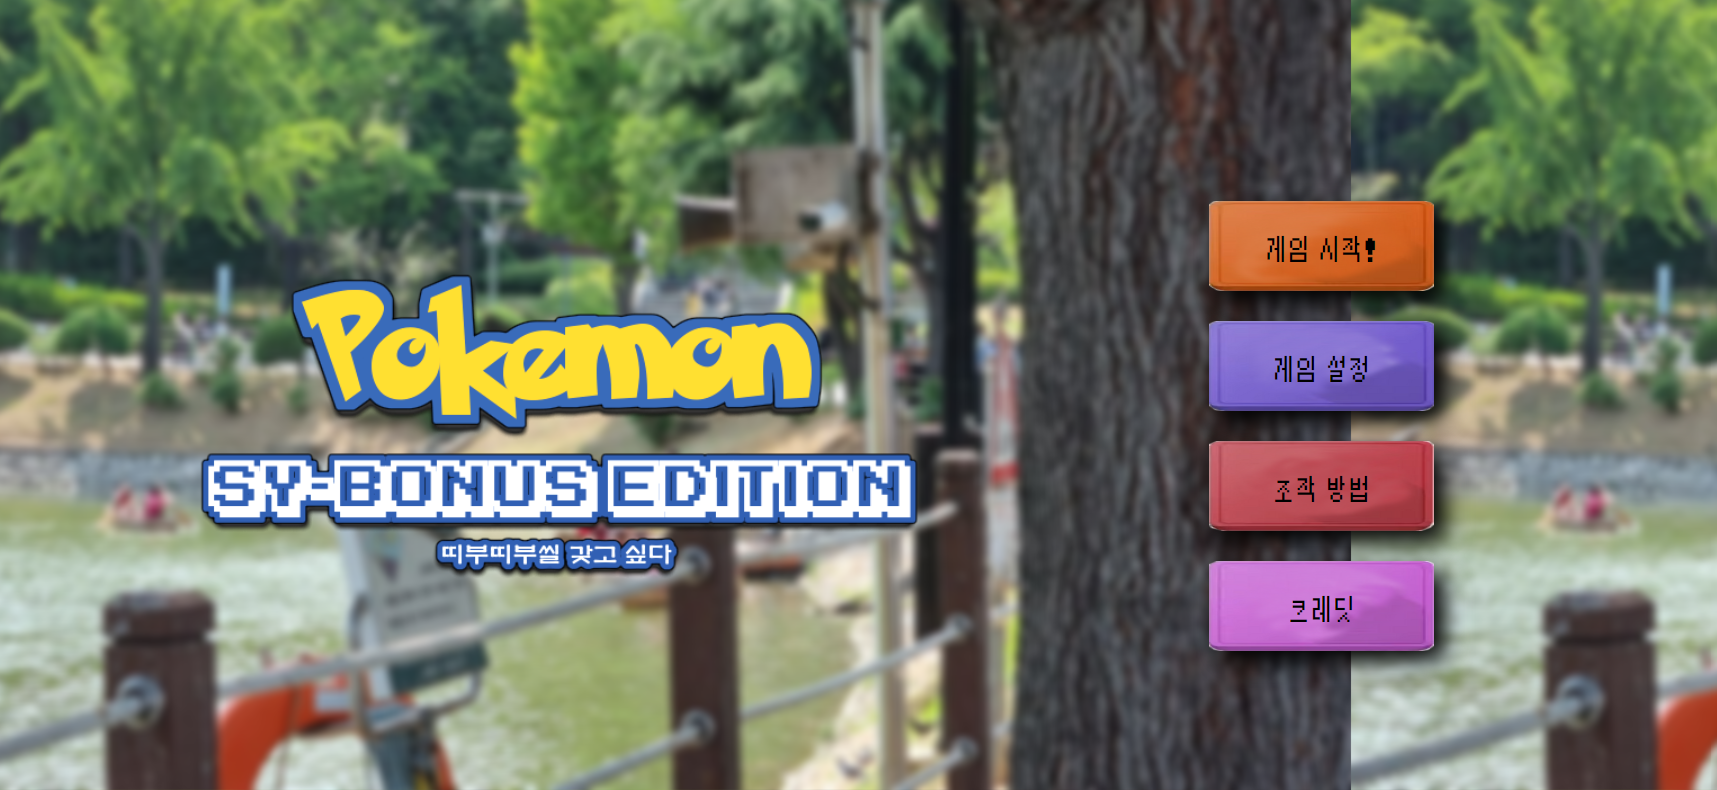 Pokemon
SY-BONUS EDITION
띠부띠부씰 갖고 싶다
게임 시작!
게임 설정
조작 방법
크레딧